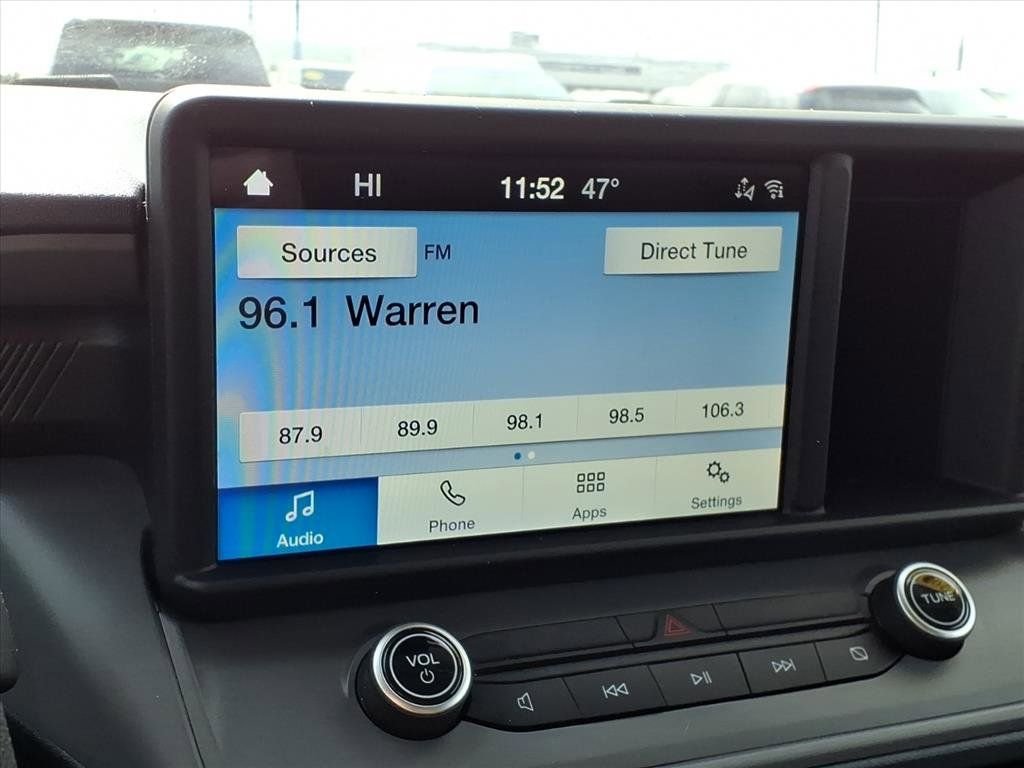 HI 11:52 47°
Sources FM Direct Tune
96.1 Warren
87.9 89.9 98.1 98.5 106.3
Audio Phone Apps Settings
VOL TUNE